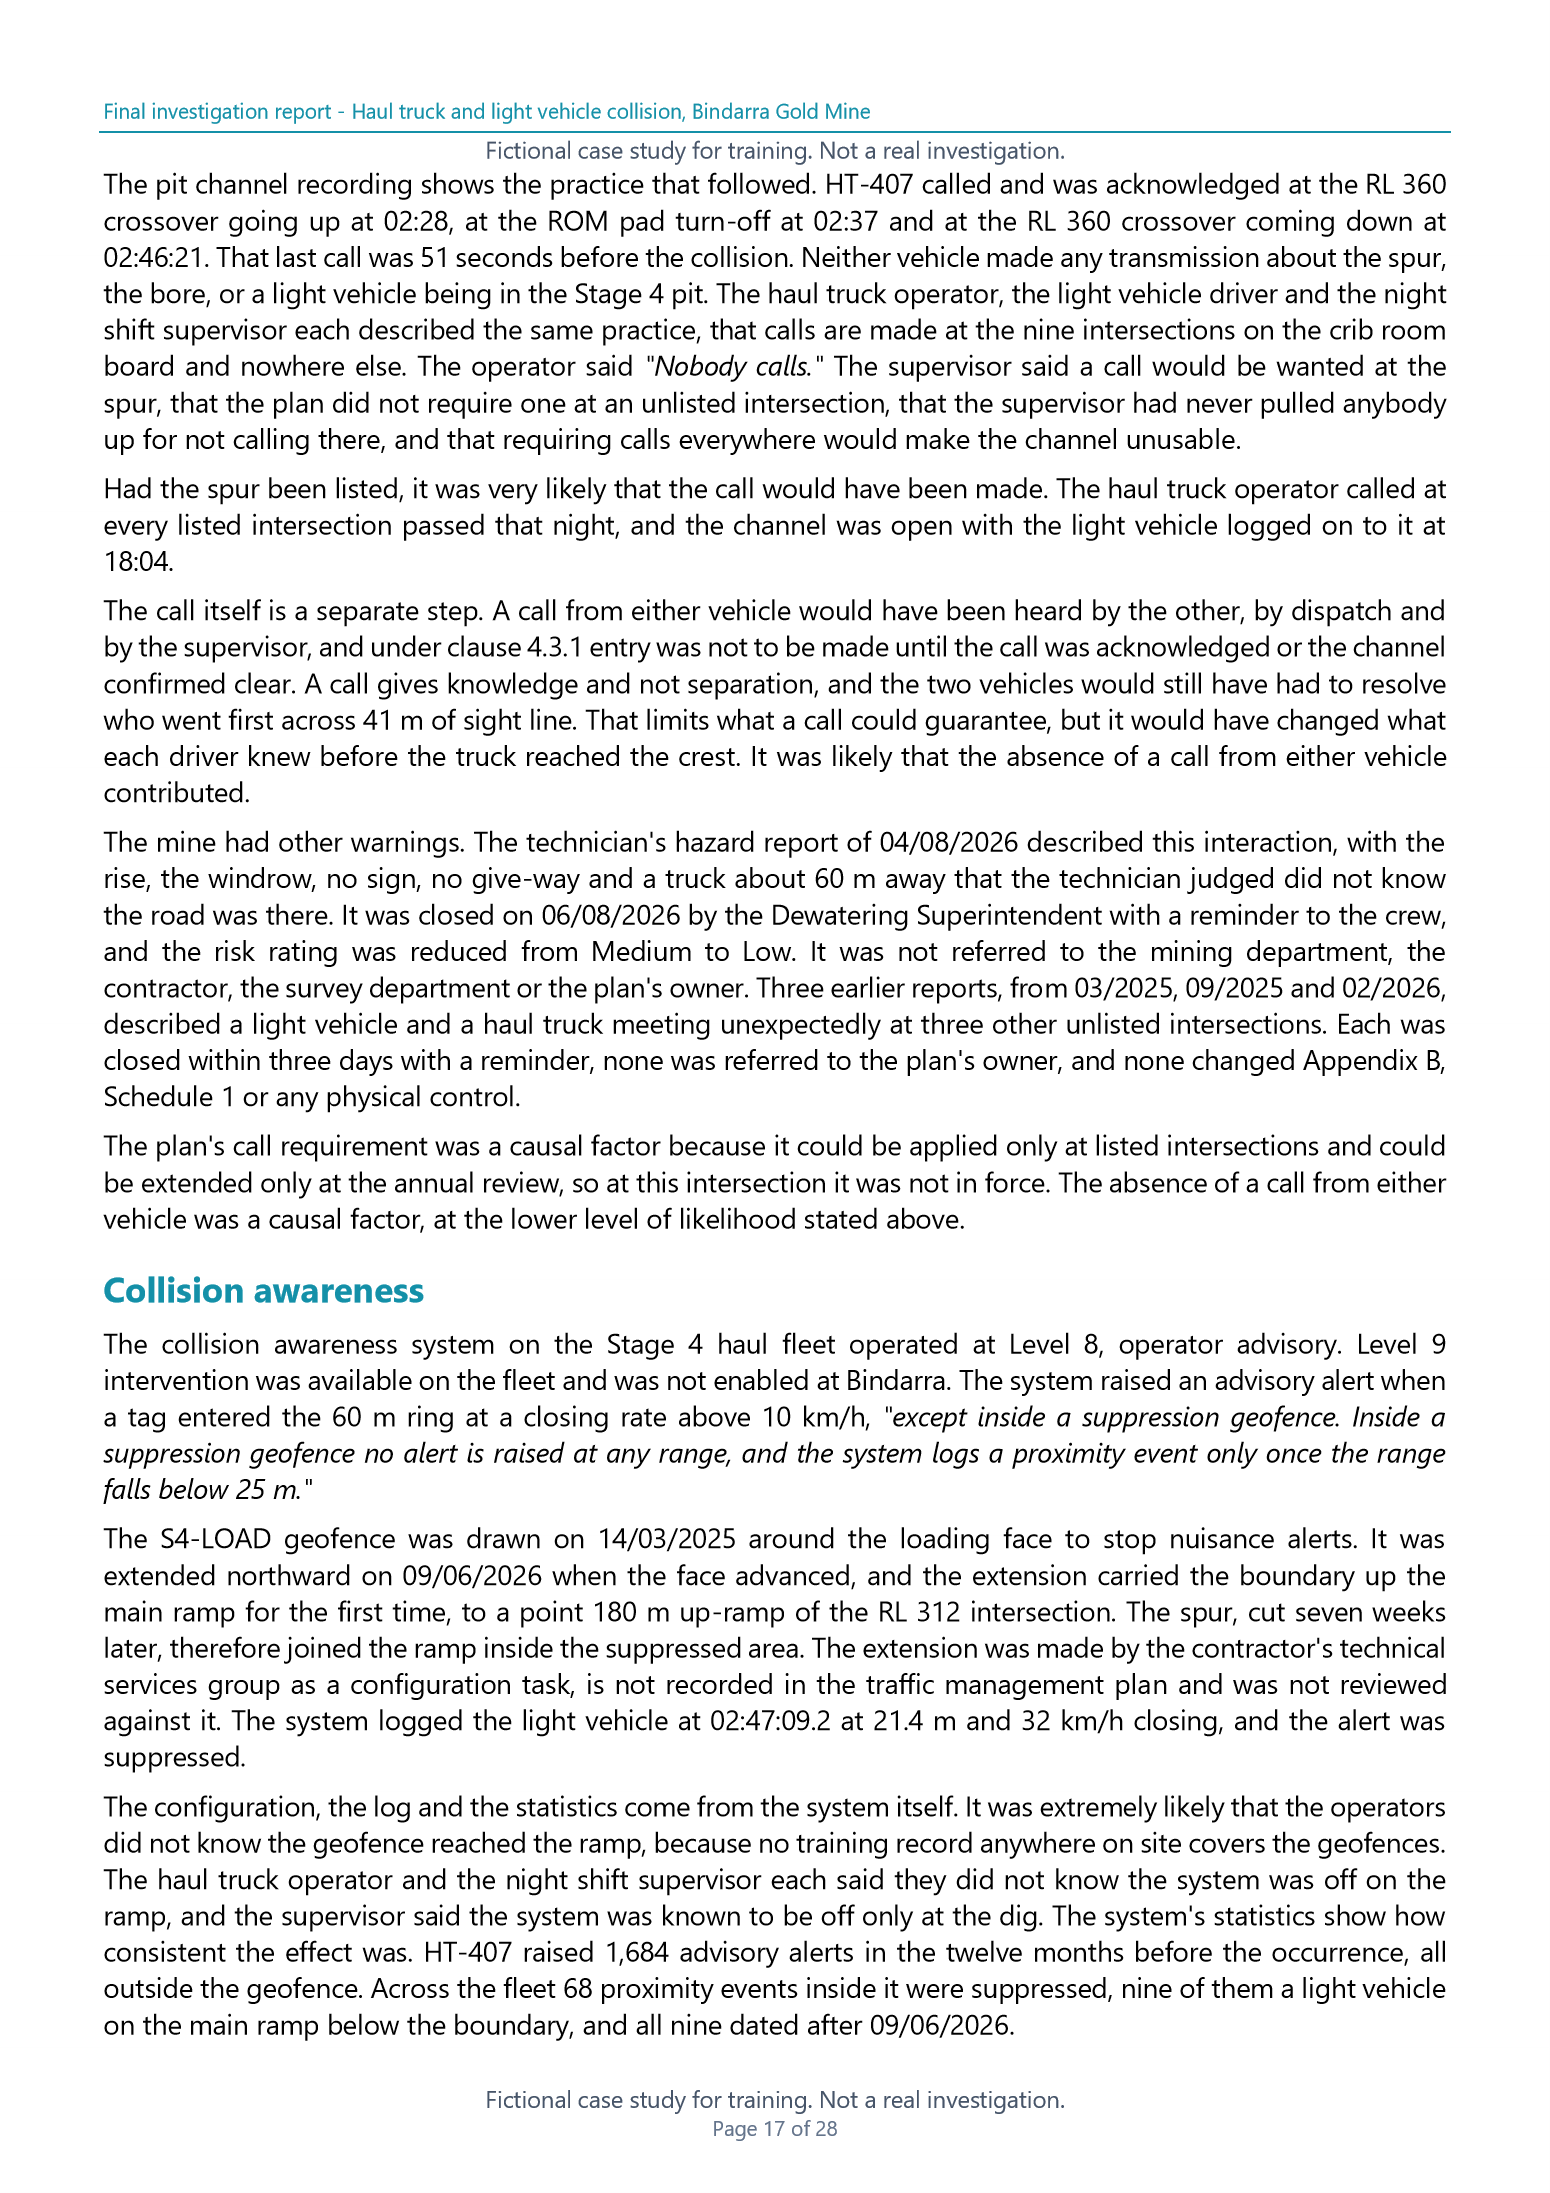 Final investigation report - Haul truck and light vehicle collision, Bindarra Gold Mine
Fictional case study for training. Not a real investigation.
The pit channel recording shows the practice that followed. HT-407 called and was acknowledged at the RL 360
crossover going up at 02:28, at the ROM pad turn-off at 02:37 and at the RL 360 crossover coming down at
02:46:21. That last call was 51 seconds before the collision. Neither vehicle made any transmission about the spur,
the bore, or a light vehicle being in the Stage 4 pit. The haul truck operator, the light vehicle driver and the night
shift supervisor each described the same practice, that calls are made at the nine intersections on the crib room
board and nowhere else. The operator said "Nobody calls." The supervisor said a call would be wanted at the
spur, that the plan did not require one at an unlisted intersection, that the supervisor had never pulled anybody
up for not calling there, and that requiring calls everywhere would make the channel unusable.
Had the spur been listed, it was very likely that the call would have been made. The haul truck operator called at
every listed intersection passed that night, and the channel was open with the light vehicle logged on to it at
18:04.
The call itself is a separate step. A call from either vehicle would have been heard by the other, by dispatch and
by the supervisor, and under clause 4.3.1 entry was not to be made until the call was acknowledged or the channel
confirmed clear. A call gives knowledge and not separation, and the two vehicles would still have had to resolve
who went first across 41 m of sight line. That limits what a call could guarantee, but it would have changed what
each driver knew before the truck reached the crest. It was likely that the absence of a call from either vehicle
contributed.
The mine had other warnings. The technician's hazard report of 04/08/2026 described this interaction, with the
rise, the windrow, no sign, no give-way and a truck about 60 m away that the technician judged did not know
the road was there. It was closed on 06/08/2026 by the Dewatering Superintendent with a reminder to the crew,
and the risk rating was reduced from Medium to Low. It was not referred to the mining department, the
contractor, the survey department or the plan's owner. Three earlier reports, from 03/2025, 09/2025 and 02/2026,
described a light vehicle and a haul truck meeting unexpectedly at three other unlisted intersections. Each was
closed within three days with a reminder, none was referred to the plan's owner, and none changed Appendix B,
Schedule 1 or any physical control.
The plan's call requirement was a causal factor because it could be applied only at listed intersections and could
be extended only at the annual review, so at this intersection it was not in force. The absence of a call from either
vehicle was a causal factor, at the lower level of likelihood stated above.
Collision awareness
The collision awareness system on the Stage 4 haul fleet operated at Level 8, operator advisory. Level 9
intervention was available on the fleet and was not enabled at Bindarra. The system raised an advisory alert when
a tag entered the 60 m ring at a closing rate above 10 km/h, "except inside a suppression geofence. Inside a
suppression geofence no alert is raised at any range, and the system logs a proximity event only once the range
falls below 25 m."
The S4-LOAD geofence was drawn on 14/03/2025 around the loading face to stop nuisance alerts. It was
extended northward on 09/06/2026 when the face advanced, and the extension carried the boundary up the
main ramp for the first time, to a point 180 m up-ramp of the RL 312 intersection. The spur, cut seven weeks
later, therefore joined the ramp inside the suppressed area. The extension was made by the contractor's technical
services group as a configuration task, is not recorded in the traffic management plan and was not reviewed
against it. The system logged the light vehicle at 02:47:09.2 at 21.4 m and 32 km/h closing, and the alert was
suppressed.
The configuration, the log and the statistics come from the system itself. It was extremely likely that the operators
did not know the geofence reached the ramp, because no training record anywhere on site covers the geofences.
The haul truck operator and the night shift supervisor each said they did not know the system was off on the
ramp, and the supervisor said the system was known to be off only at the dig. The system's statistics show how
consistent the effect was. HT-407 raised 1,684 advisory alerts in the twelve months before the occurrence, all
outside the geofence. Across the fleet 68 proximity events inside it were suppressed, nine of them a light vehicle
on the main ramp below the boundary, and all nine dated after 09/06/2026.
Fictional case study for training. Not a real investigation.
Page 17 of 28